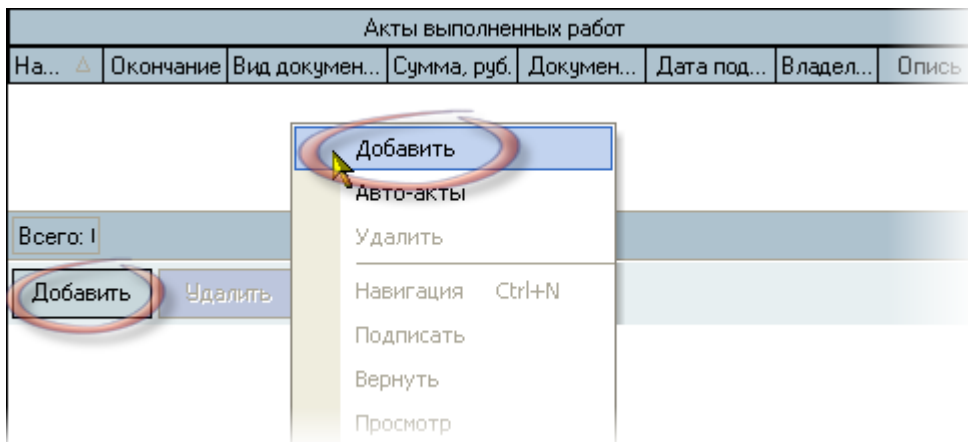 Акты выполненных работ
На... Окончание Вид докумен... Сумма, руб. Докумен... Дата под... Владел... Опись
Добавить
Авто-акты
Удалить
Всего:
Добавить Удалить
Навигация Ctrl+N
Подписать
Вернуть
Просмотр